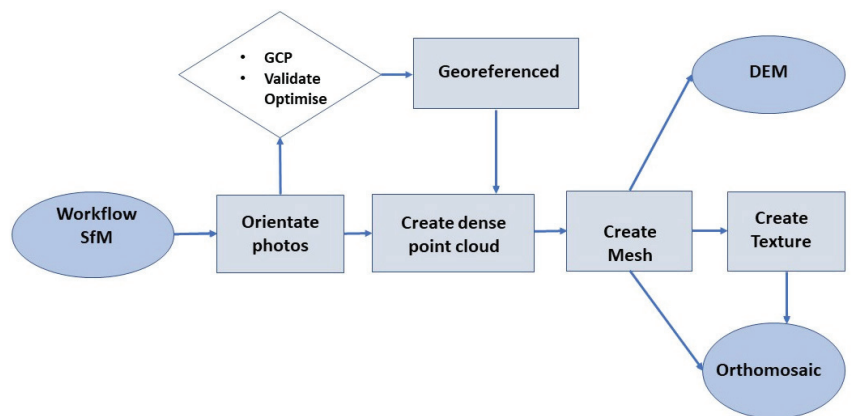 • GCP
• Validate
Optimise
Georeferenced
DEM
Workflow
SfM
Orientate
photos
Create dense
point cloud
Create
Mesh
Create
Texture
Orthomosaic